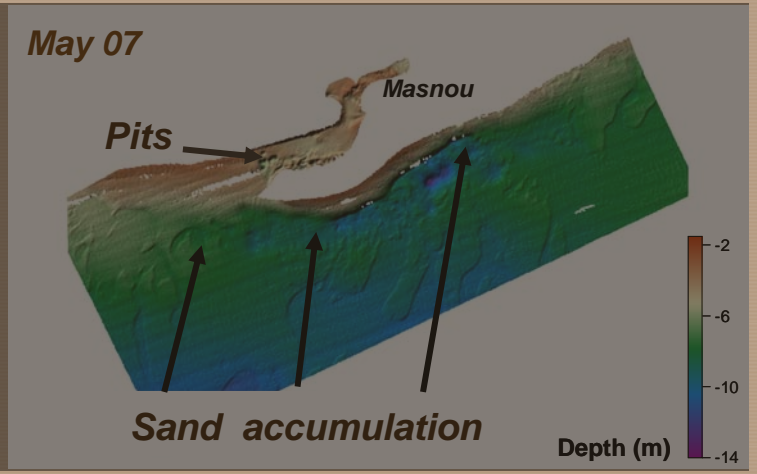 May 07
Masnou
Pits
-2
-6
-10
-14
Sand accumulation
Depth (m)